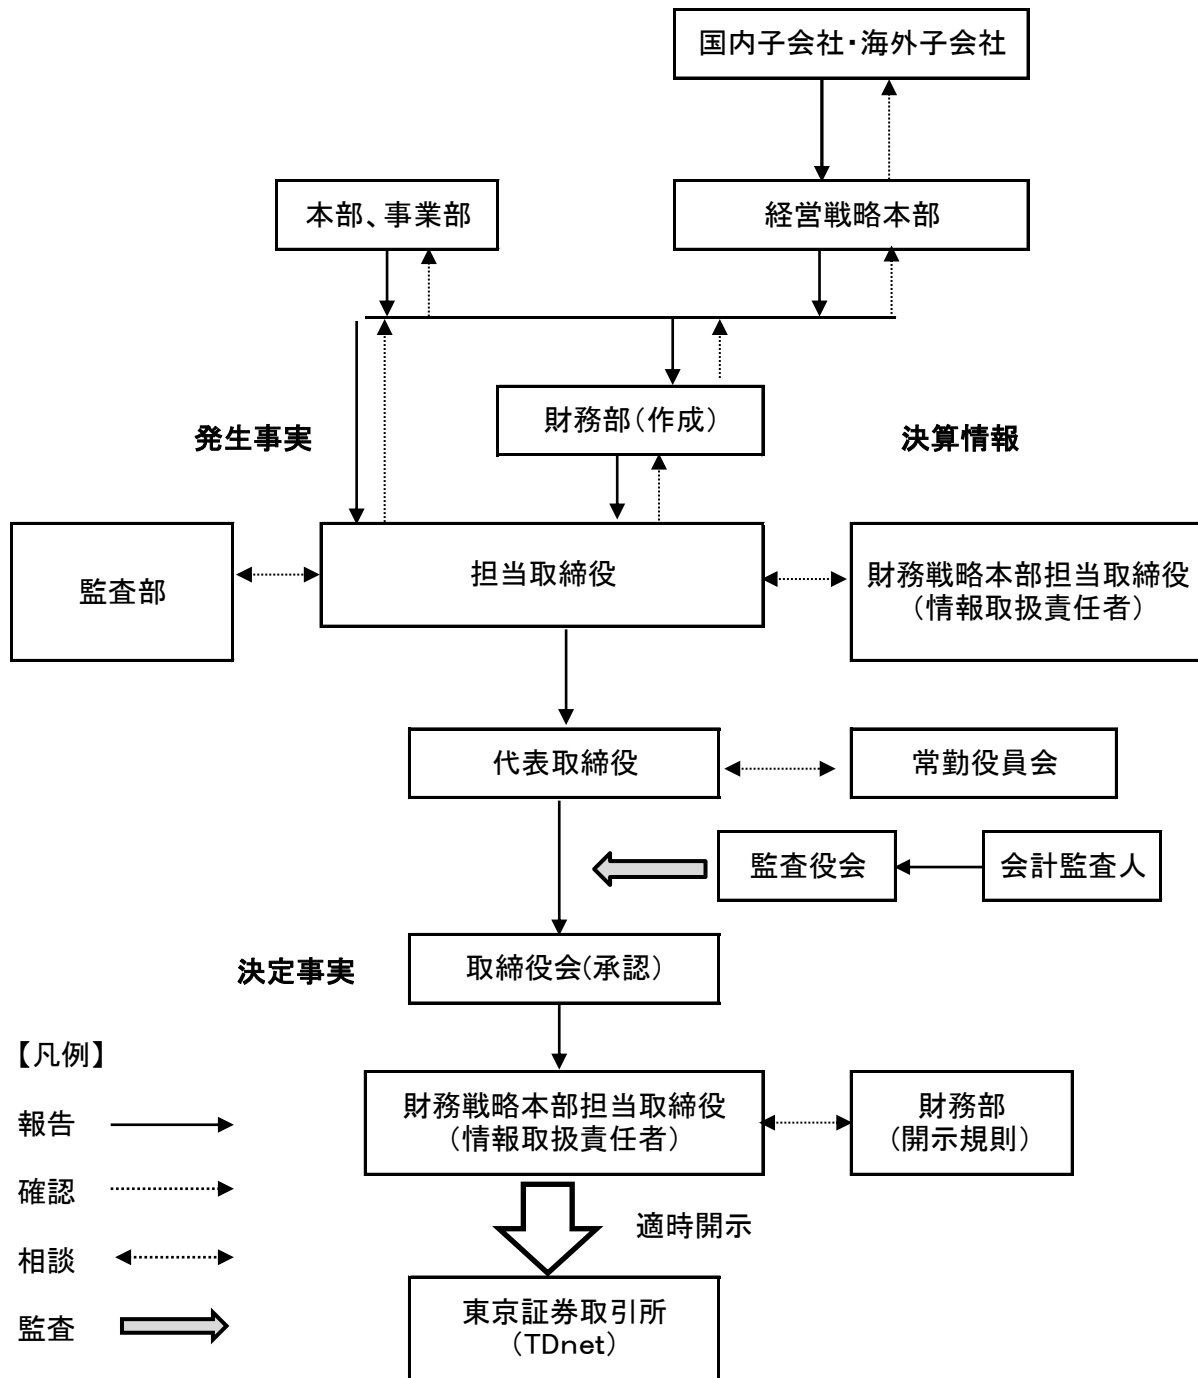 国内子会社・海外子会社
本部、事業部
経営戦略本部
財務部（作成）
発生事実
決算情報
監査部
担当取締役
財務戦略本部担当取締役
（情報取扱責任者）
代表取締役
常勤役員会
監査役会
会計監査人
決定事実
取締役会(承認）
【凡例】
報告
確認
相談
監査
財務戦略本部担当取締役
（情報取扱責任者）
財務部
(開示規則）
適時開示
東京証券取引所
（TDnet）